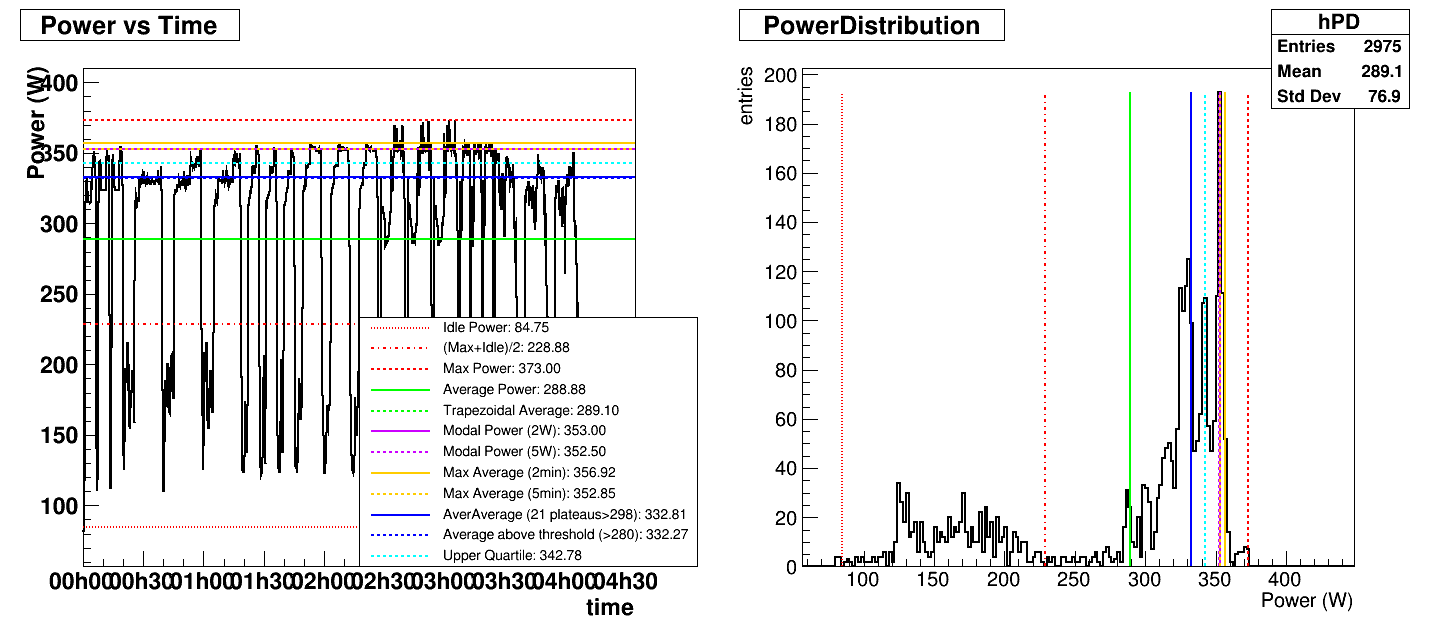 Power vs Time
Power (W)
400
350
300
250
200
150
100
00h00 00h30 01h00 01h30 02h00 02h30 03h00 03h30 04h00 04h30
time
Idle Power: 84.75
(Max+Idle)/2: 228.88
Max Power: 373.00
Average Power: 288.88
Trapezoidal Average: 289.10
Modal Power (2W): 353.00
Modal Power (5W): 352.50
Max Average (2min): 356.92
Max Average (5min): 352.85
AverAverage (21 plateaus>298): 332.81
Average above threshold (>280): 332.27
Upper Quartile: 342.78
PowerDistribution
hPD
Entries 2975
Mean 289.1
Std Dev 76.9
entries
200
180
160
140
120
100
80
60
40
20
0
100 150 200 250 300 350 400
Power (W)